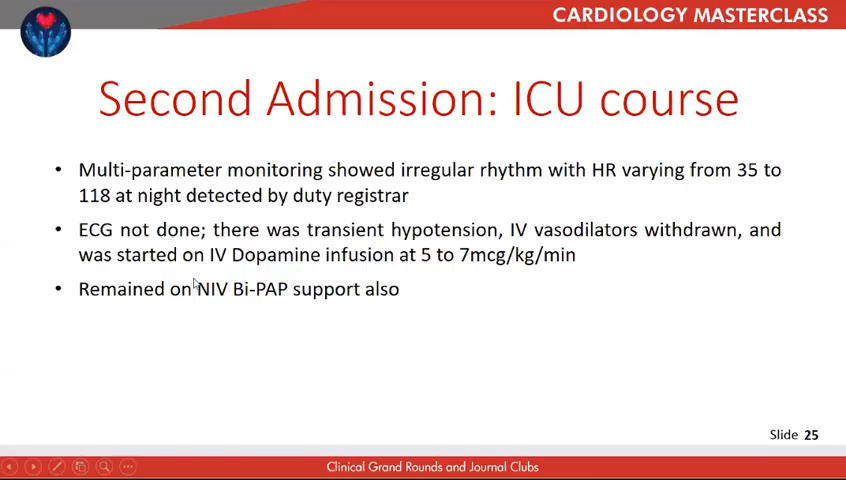 CARDIOLOGY MASTERCLASS
Second Admission: ICU course
• Multi-parameter monitoring showed irregular rhythm with HR varying from 35 to
118 at night detected by duty registrar
• ECG not done; there was transient hypotension, IV vasodilators withdrawn, and
was started on IV Dopamine infusion at 5 to 7mcg/kg/min
• Remained on NIV Bi-PAP support also
Slide 25
Clinical Grand Rounds and Journal Clubs